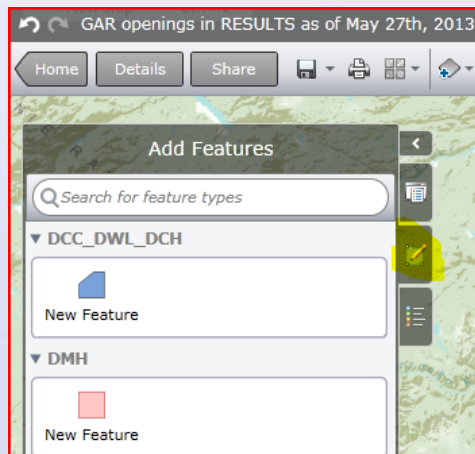 GAR openings in RESULTS as of May 27th, 2013
Home Details Share
Add Features
Search for feature types
DCC_DWL_DCH
New Feature
DMH
New Feature